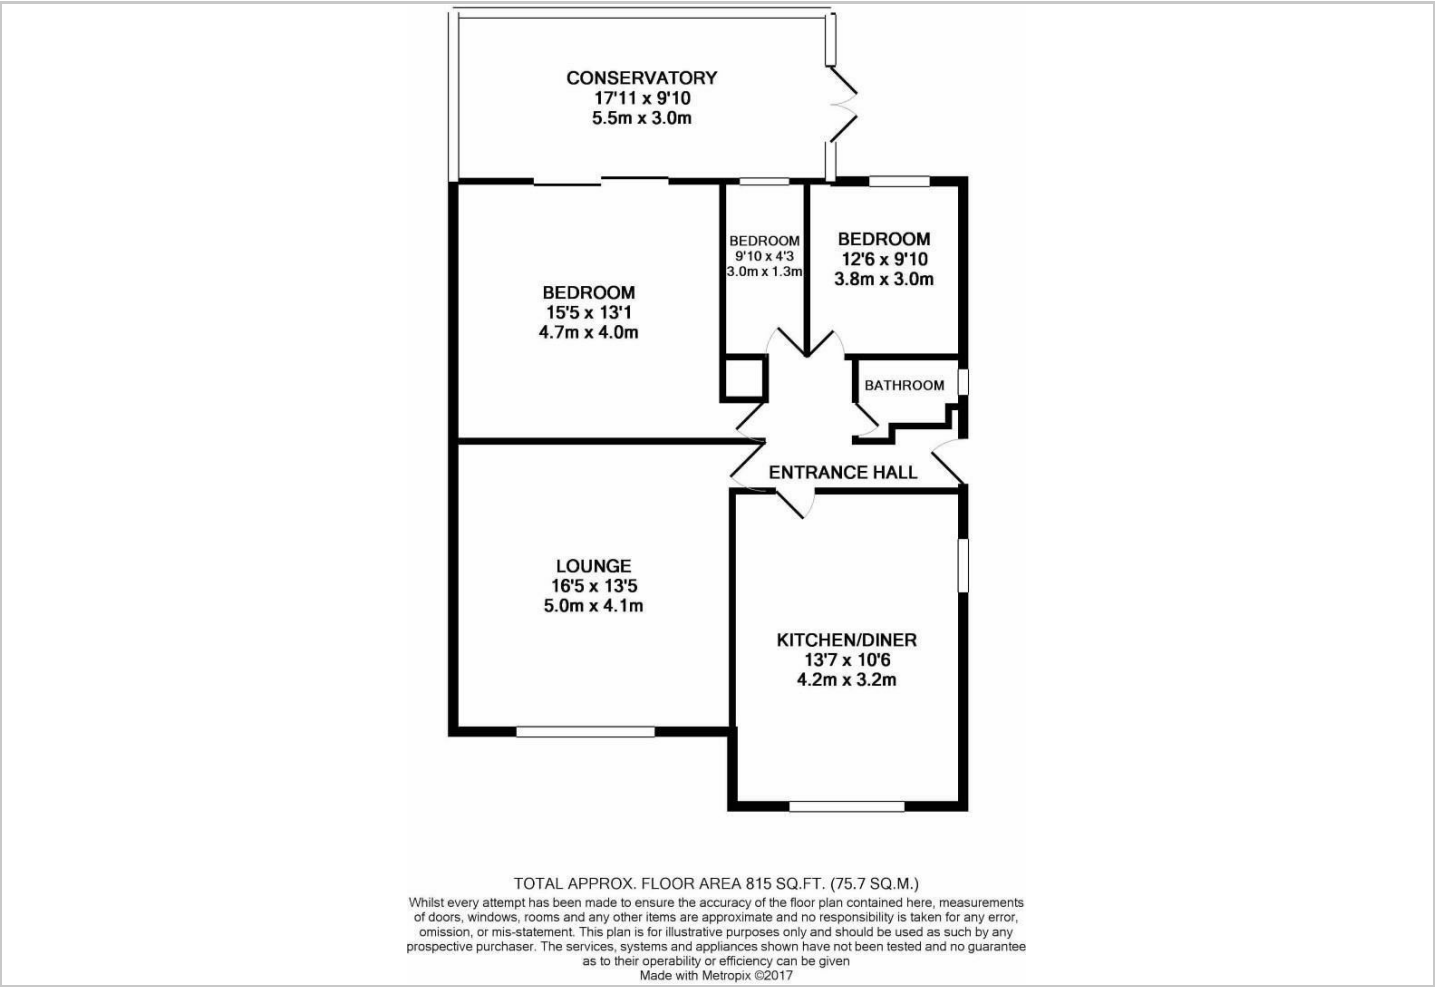 CONSERVATORY
17'11 x 9'10
5.5m x 3.0m
BEDROOM
9'10 x 4'3
3.0m x 1.3m
BEDROOM
12'6 x 9'10
3.8m x 3.0m
BEDROOM
15'5 x 13'1
4.7m x 4.0m
BATHROOM
ENTRANCE HALL
LOUNGE
16'5 x 13'5
5.0m x 4.1m
KITCHEN/DINER
13'7 x 10'6
4.2m x 3.2m
TOTAL APPROX. FLOOR AREA 815 SQ.FT. (75.7 SQ.M.)
Whilst every attempt has been made to ensure the accuracy of the floor plan contained here, measurements
of doors, windows, rooms and any other items are approximate and no responsibility is taken for any error,
omission, or mis-statement. This plan is for illustrative purposes only and should be used as such by any
prospective purchaser. The services, systems and appliances shown have not been tested and no guarantee
as to their operability or efficiency can be given
Made with Metropix ©2017